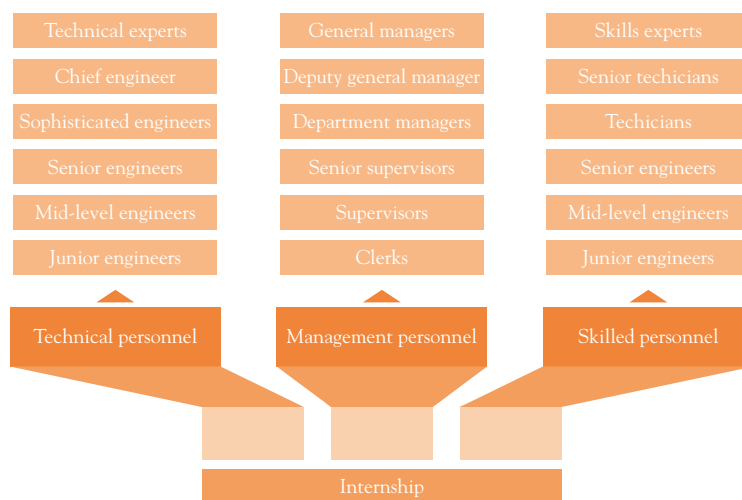 Technical experts
General managers
Skills experts
Chief engineer
Deputy general manager
Senior techicians
Sophisticated engineers
Department managers
Techicians
Senior engineers
Senior supervisors
Senior engineers
Mid-level engineers
Supervisors
Mid-level engineers
Junior engineers
Clerks
Junior engineers
Technical personnel
Management personnel
Skilled personnel
Internship